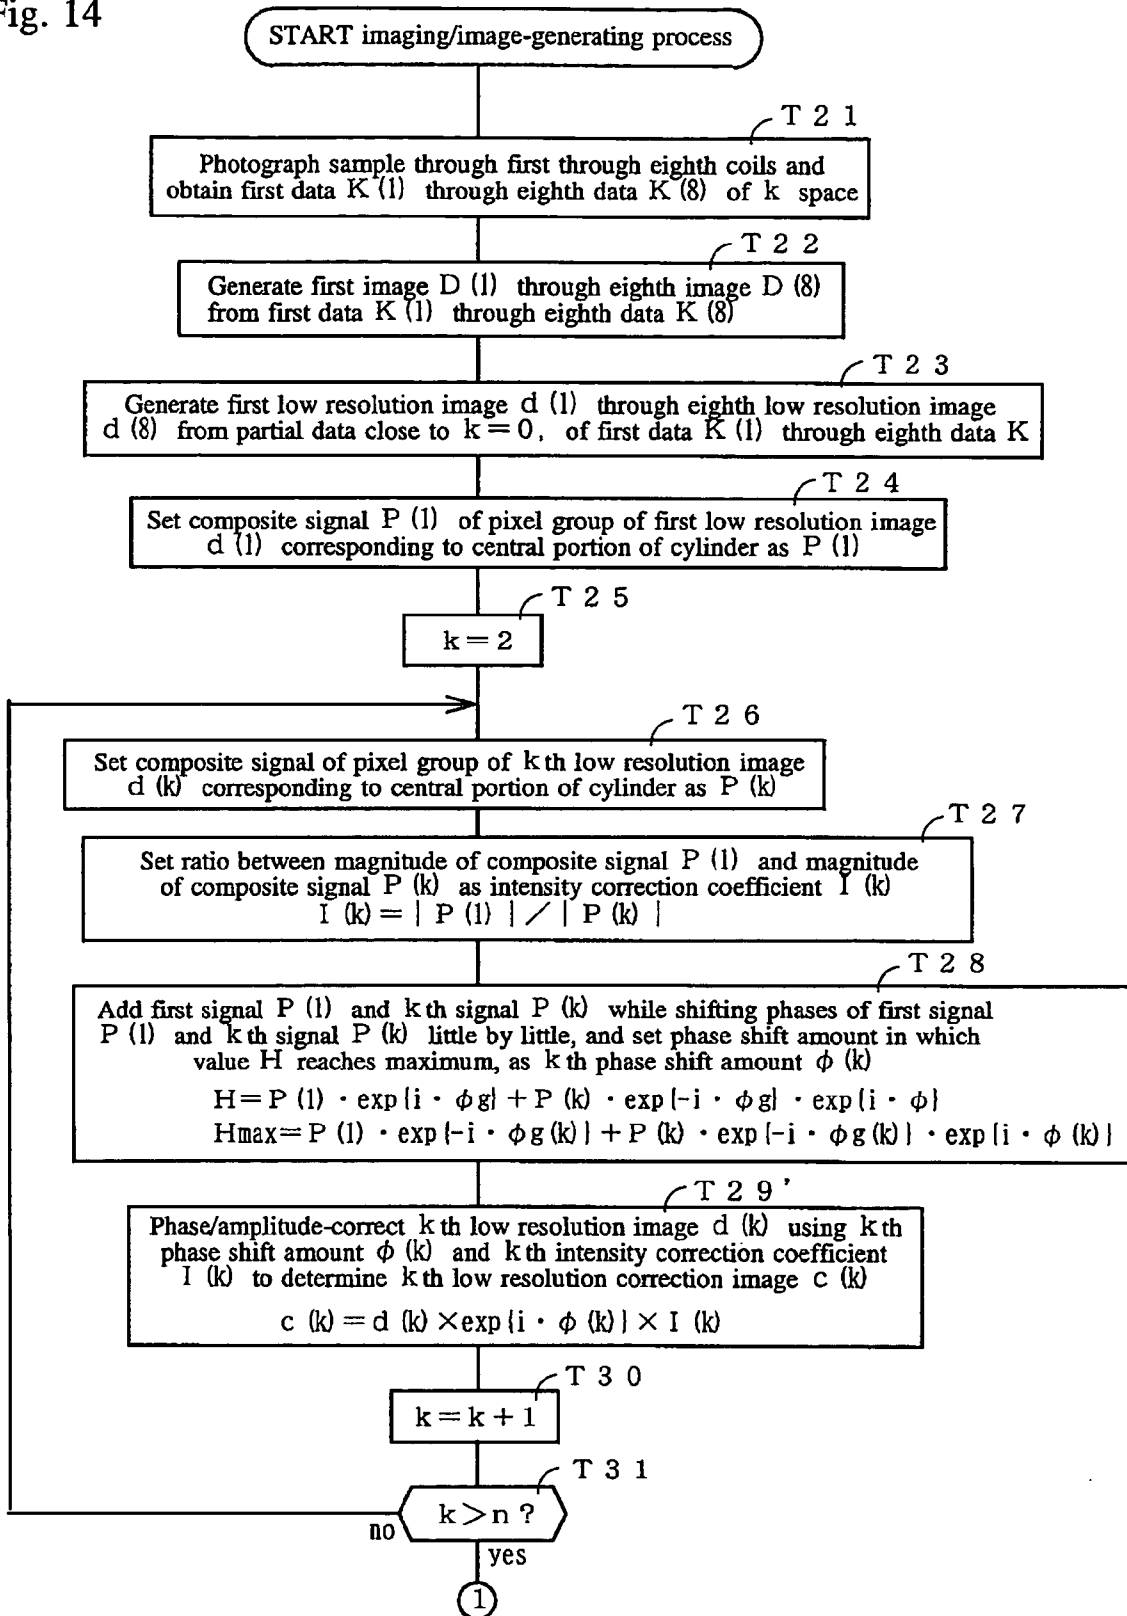 Fig. 14
START imaging/image-generating process
T 2 1
Photograph sample through first through eighth coils and
obtain first data K (1) through eighth data K (8) of k space
T 2 2
Generate first image D (1) through eighth image D (8)
from first data K (1) through eighth data K (8)
T 2 3
Generate first low resolution image d (1) through eighth low resolution image
d (8) from partial data close to k = 0, of first data K (1) through eighth data K
T 2 4
Set composite signal P (1) of pixel group of first low resolution image
d (1) corresponding to central portion of cylinder as P (1)
T 2 5
k = 2
T 2 6
Set composite signal of pixel group of k th low resolution image
d (k) corresponding to central portion of cylinder as P (k)
T 2 7
Set ratio between magnitude of composite signal P (1) and magnitude
of composite signal P (k) as intensity correction coefficient I (k)
I (k) = | P (1) | / | P (k) |
T 2 8
Add first signal P (1) and k th signal P (k) while shifting phases of first signal
P (1) and k th signal P (k) little by little, and set phase shift amount in which
value H reaches maximum, as k th phase shift amount ϕ (k)
H = P (1) · exp {i · ϕg} + P (k) · exp {-i · ϕg} · exp {i · ϕ}
Hmax = P (1) · exp {-i · ϕg (k)} + P (k) · exp {-i · ϕg (k)} · exp {i · ϕ (k)}
T 2 9 '
Phase/amplitude-correct k th low resolution image d (k) using k th
phase shift amount ϕ (k) and k th intensity correction coefficient
I (k) to determine k th low resolution correction image c (k)
c (k) = d (k) × exp {i · ϕ (k)} × I (k)
T 3 0
k = k + 1
T 3 1
k > n ?
no
yes
1